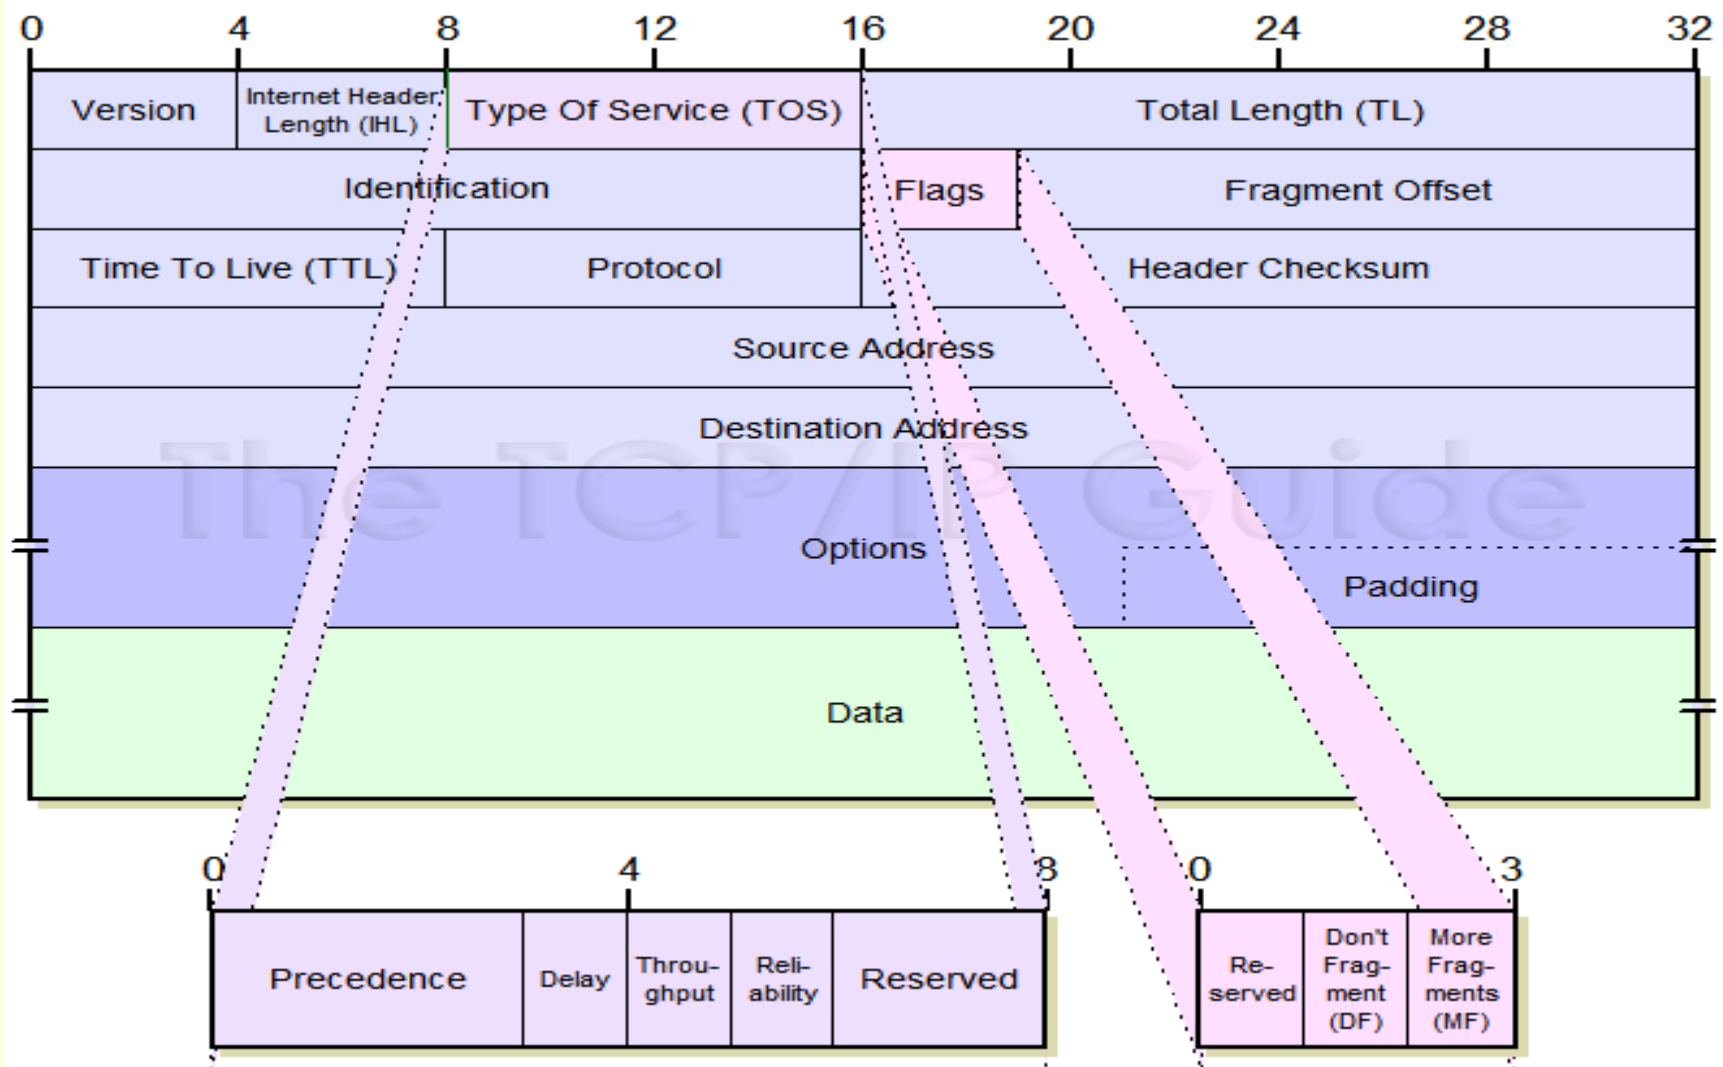 0 4 8 12 16 20 24 28 32
Version
Internet Header
Length (IHL)
Type Of Service (TOS)
Total Length (TL)
Identification
Flags
Fragment Offset
Time To Live (TTL)
Protocol
Header Checksum
Source Address
Destination Address
The TCP/IP Guide
Options
Padding
Data
0 4 8
Precedence
Delay
Throu-
ghput
Reli-
ability
Reserved
0 3
Re-
served
Don't
Frag-
ment
(DF)
More
Frag-
ments
(MF)